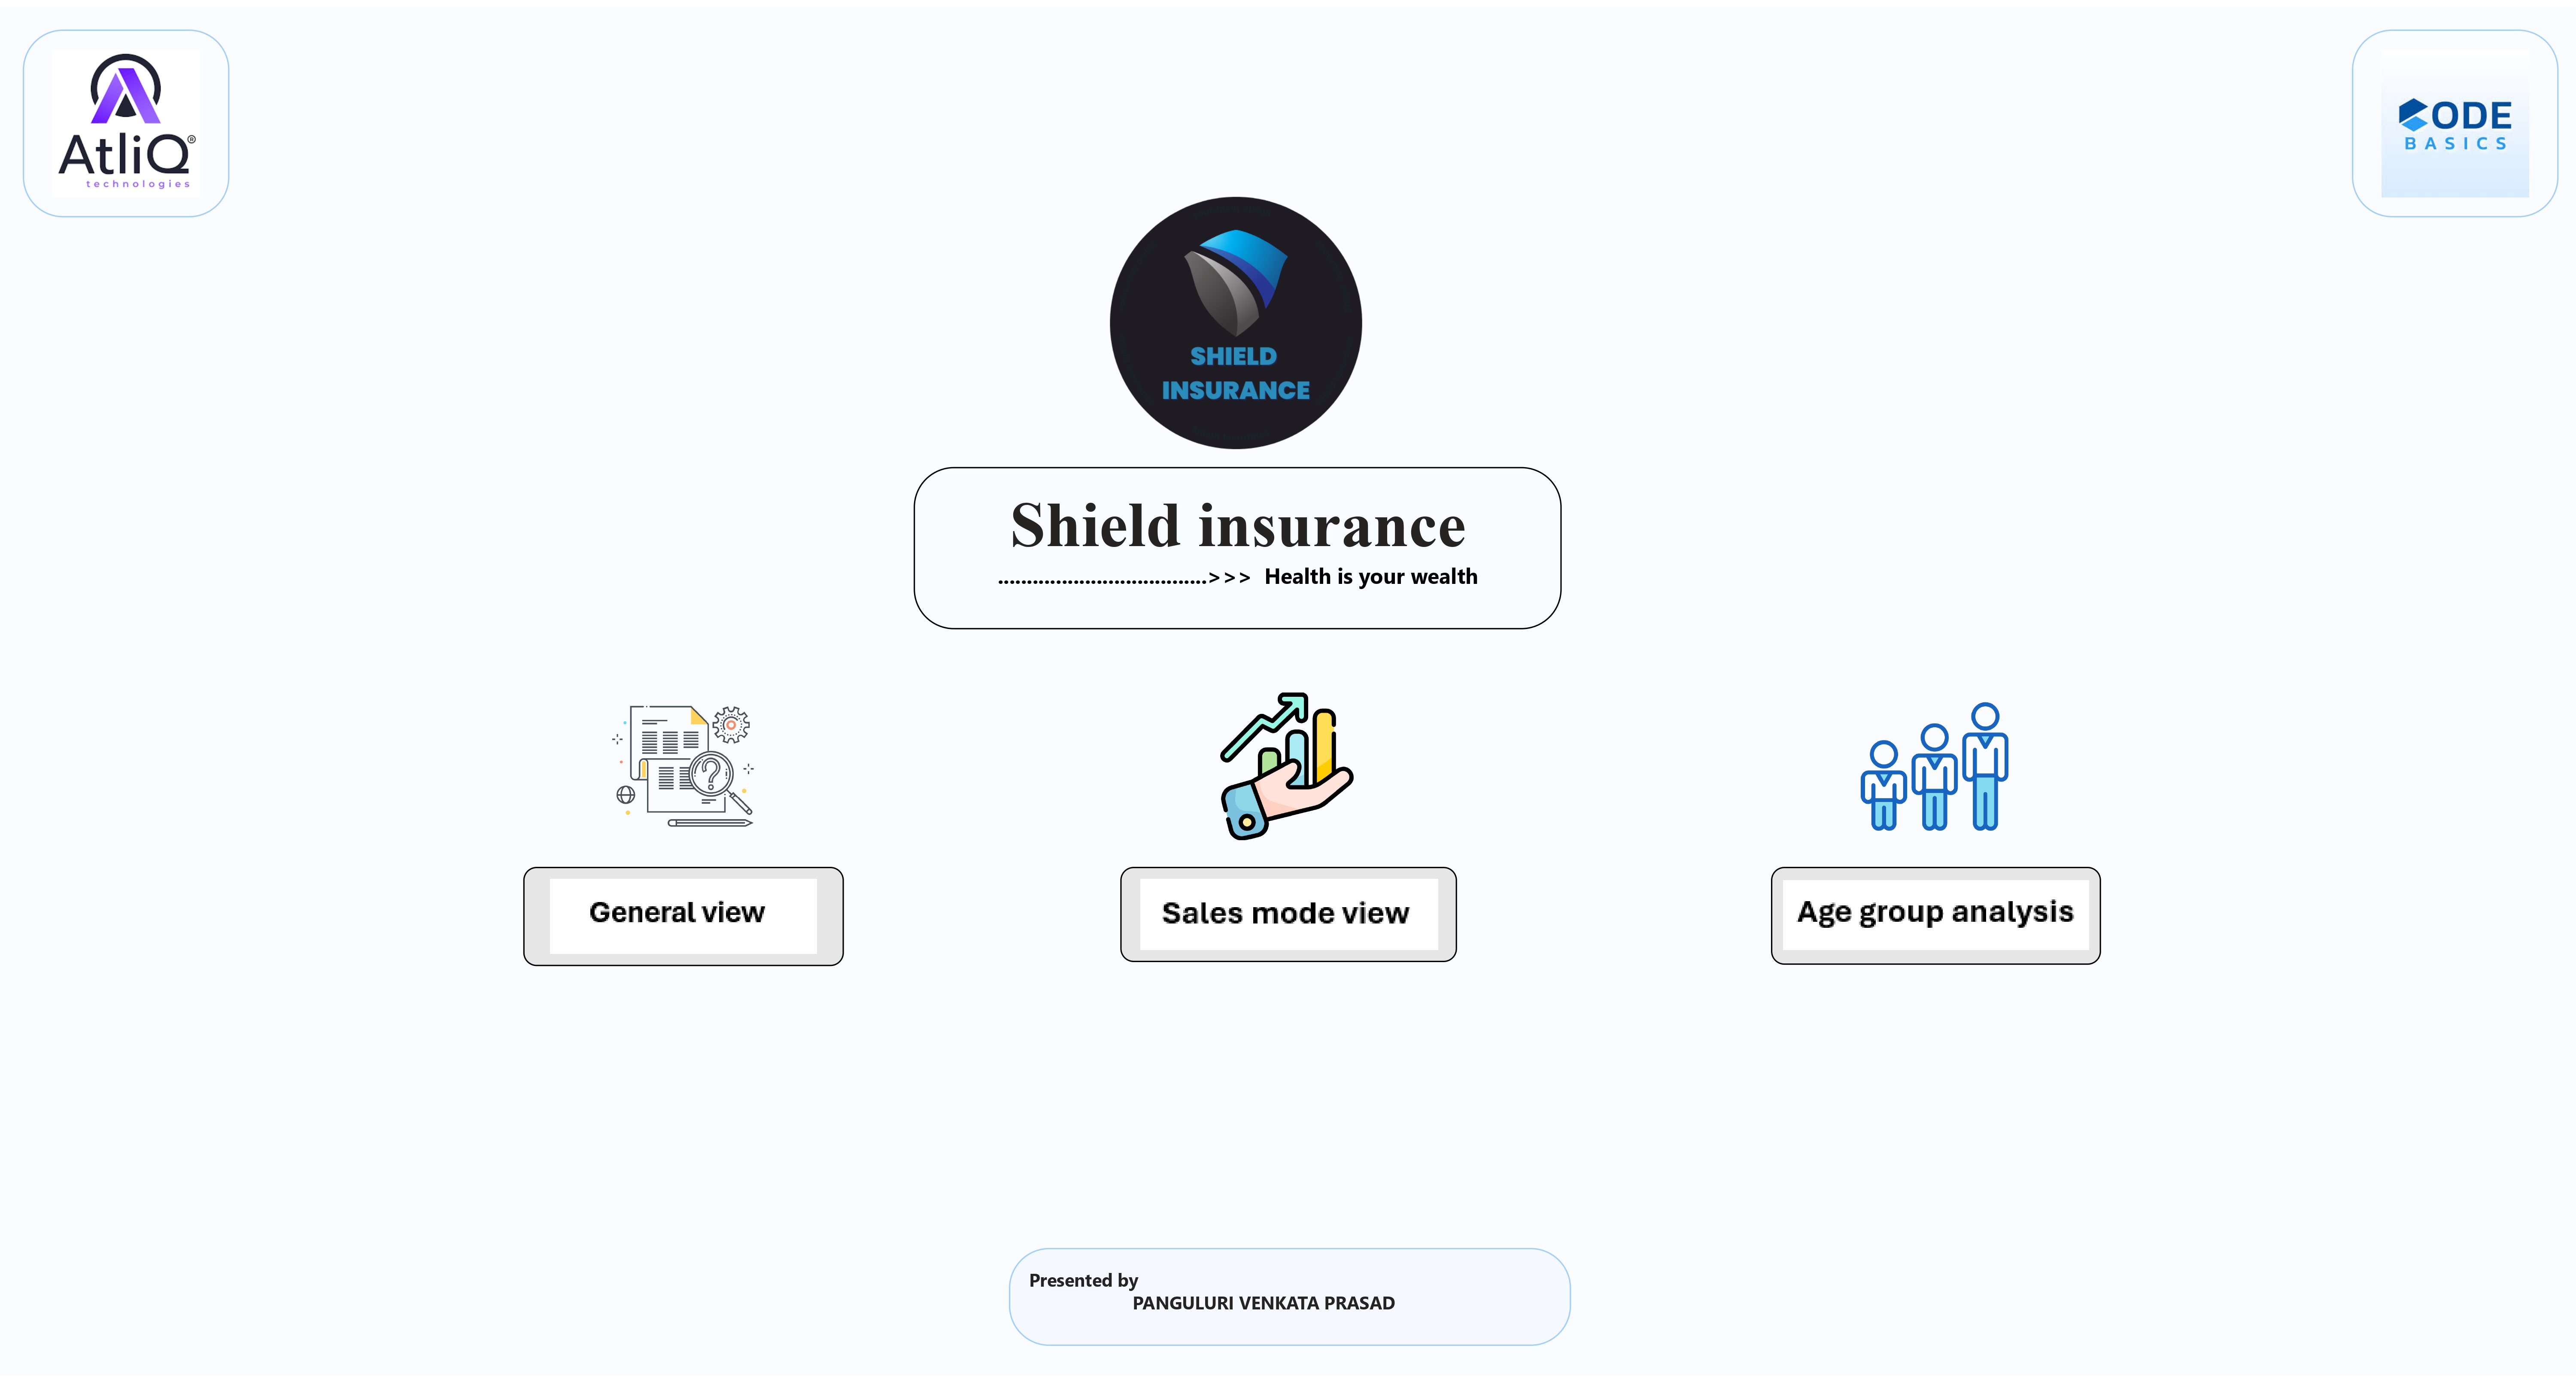 AtliQ®
technologies
CODE
BASICS
SHIELD
INSURANCE
Shield insurance
....................................>>> Health is your wealth
General view
Sales mode view
Age group analysis
Presented by
PANGULURI VENKATA PRASAD